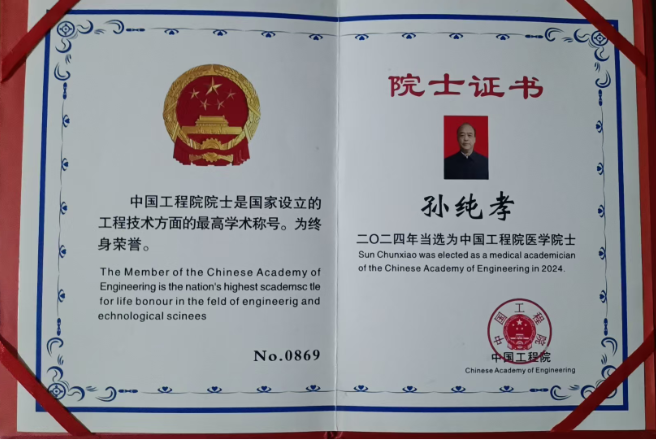 中国工程院院士是国家设立的
工程技术方面的最高学术称号。为终
身荣誉。
The Member of the Chinese Academy of
Engineering is the nation's highest scademsc tle
for life bonour in the feld of engineerig and
echnological scinees
No.0869
院士证书
孙纯孝
二〇二四年当选为中国工程院医学院士
Sun Chunxiao was elected as a medical academician
of the Chinese Academy of Engineering in 2024.
中国工程院
中国工程院
Chinese Academy of Engineering